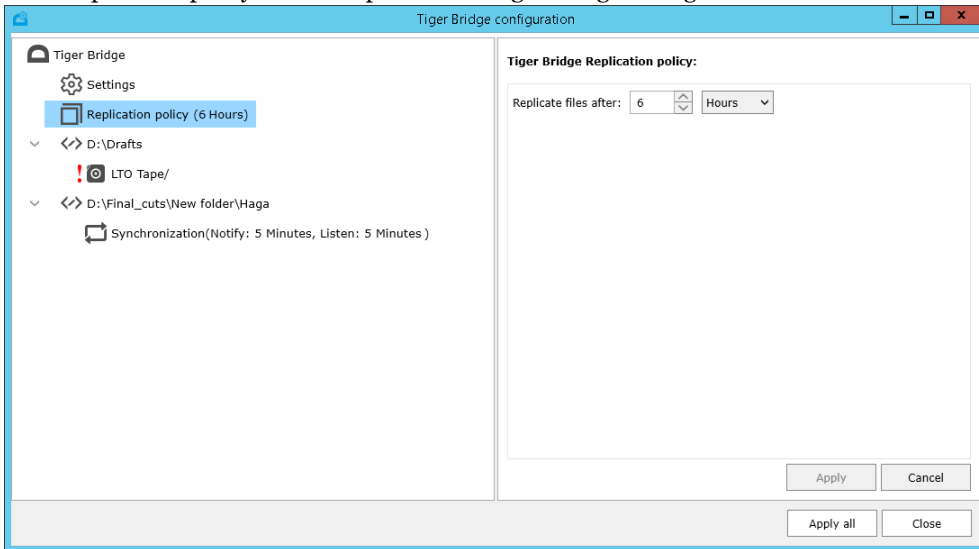 Tiger Bridge configuration
Tiger Bridge
Settings
Replication policy (6 Hours)
D:\Drafts
LTO Tape/
D:\Final_cuts\New folder\Haga
Synchronization(Notify: 5 Minutes, Listen: 5 Minutes )
Tiger Bridge Replication policy:
Replicate files after: 6 Hours
Apply Cancel
Apply all Close